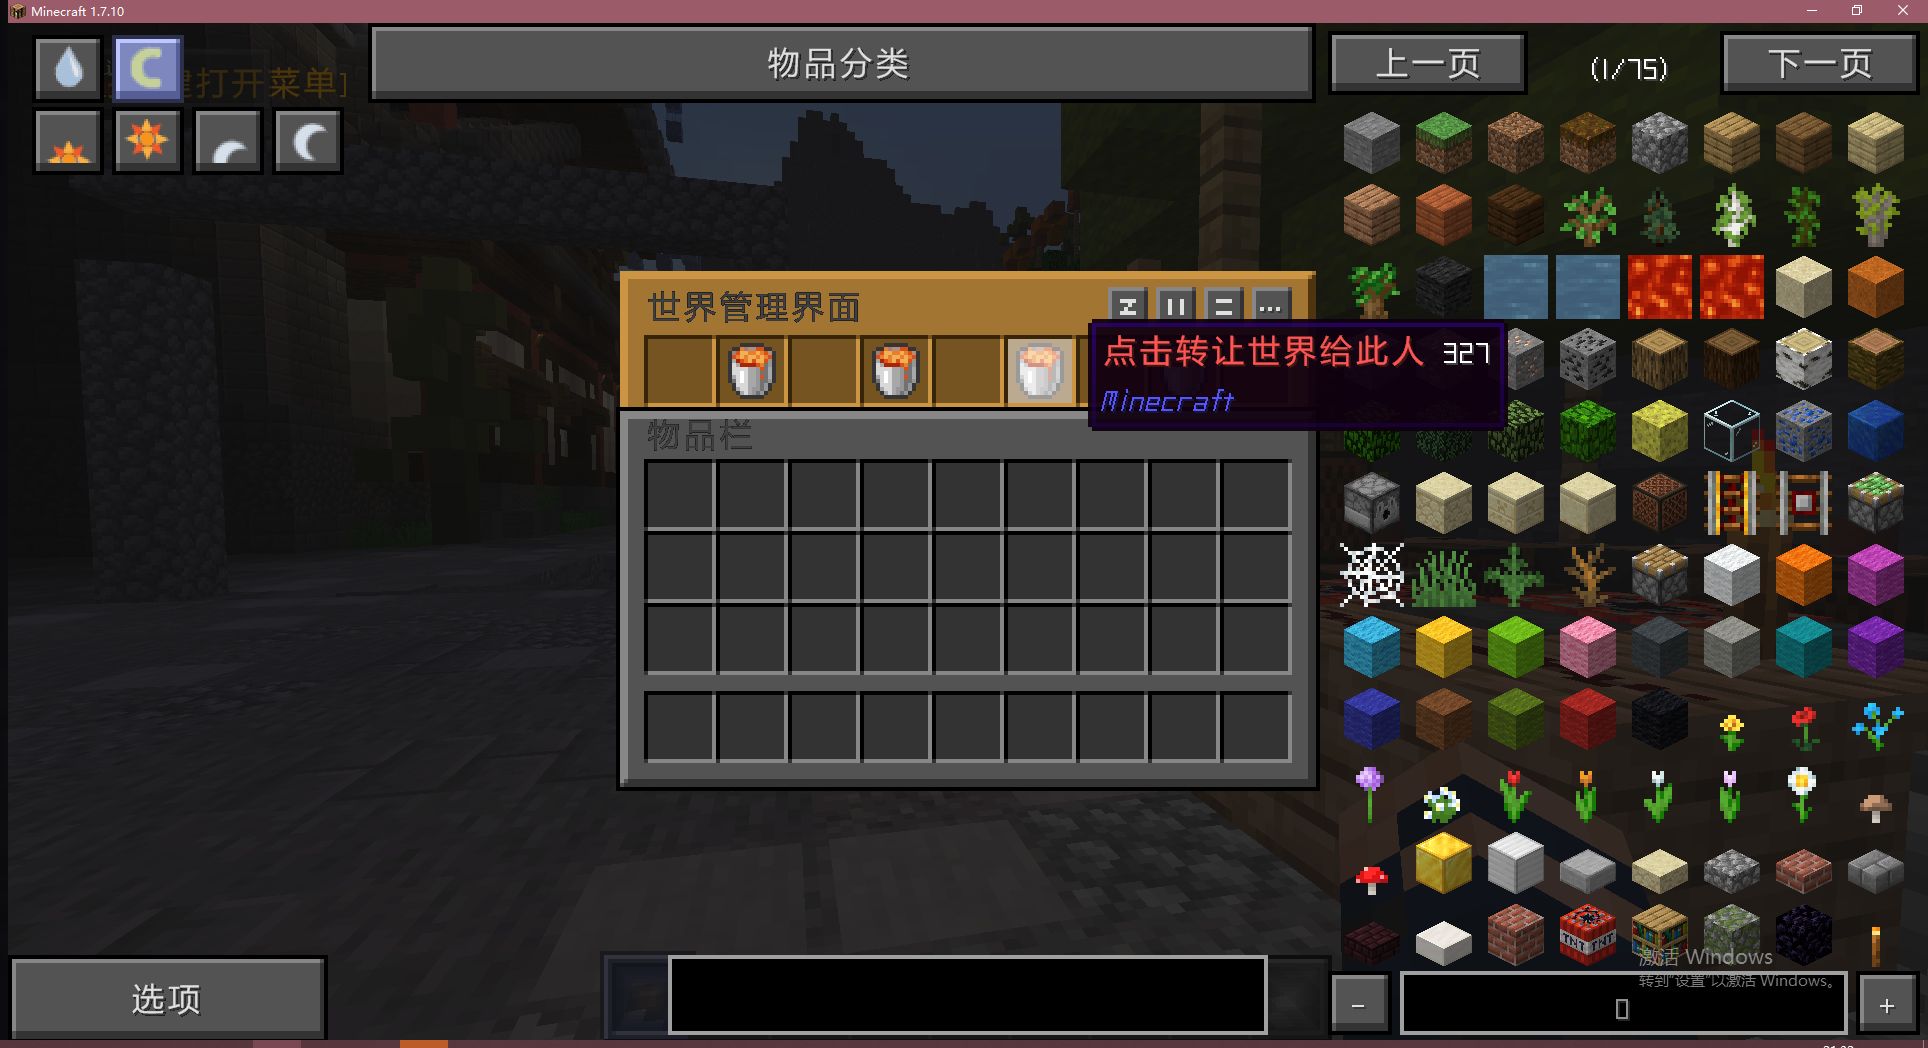 Minecraft 1.7.10
键打开菜单]
物品分类
上一页
(1/75)
下一页
世界管理界面
点击转让世界给此人 327
Minecraft
物品栏
TNT TNT
激活 Windows
转到“设置”以激活 Windows。
选项
-
+